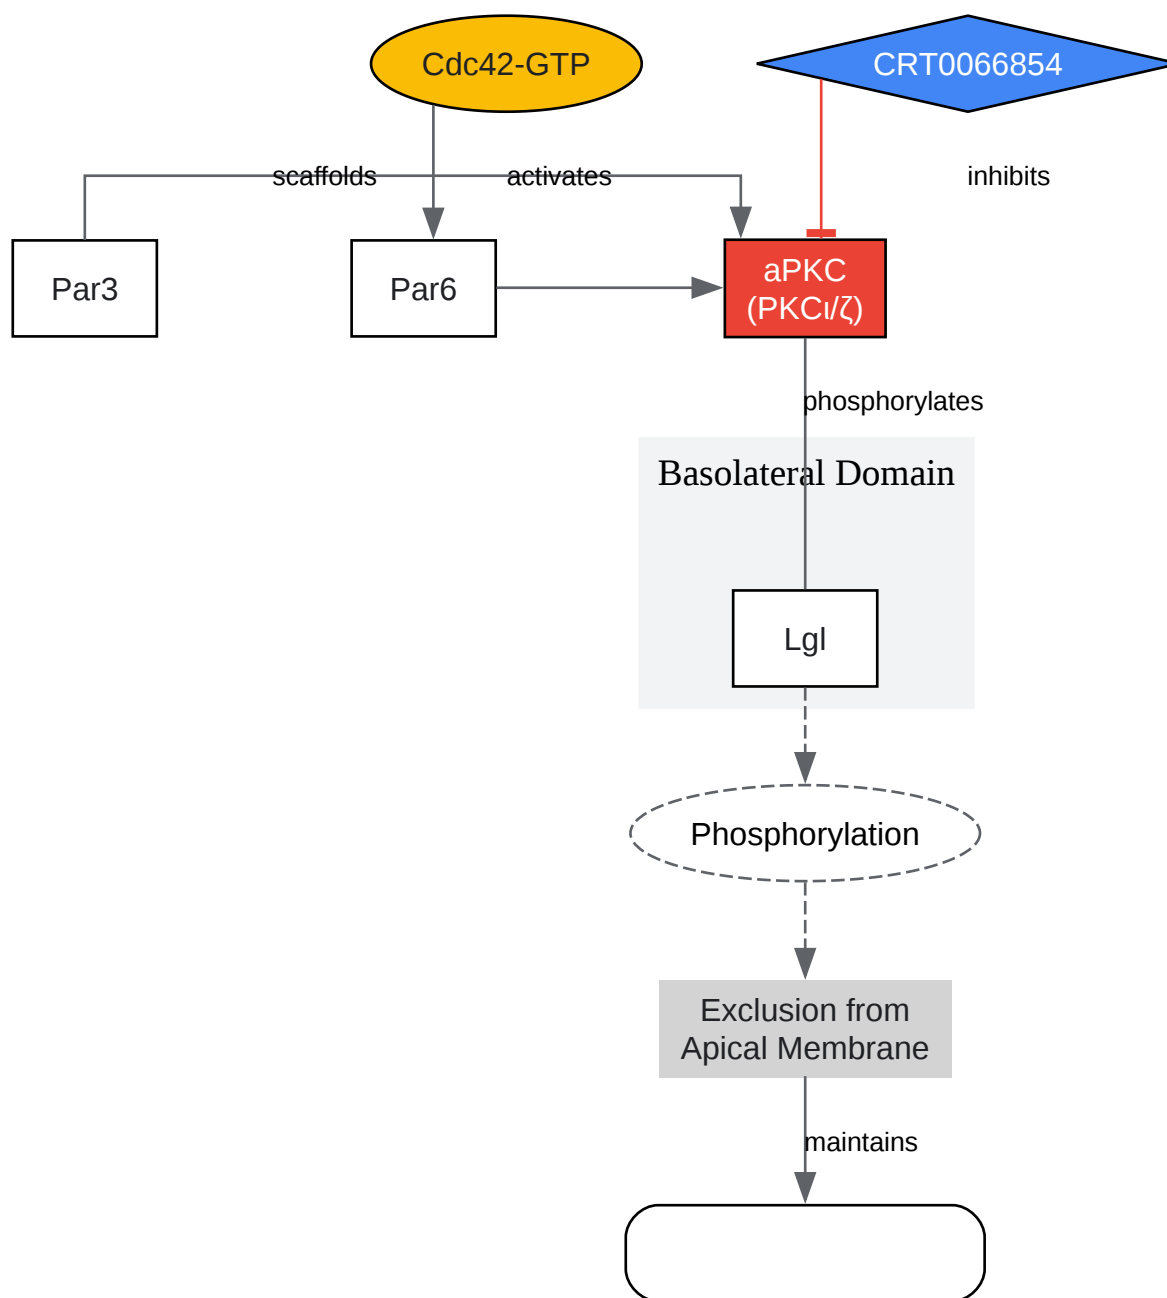 Cdc42-GTP
CRT0066854
scaffolds
activates
inhibits
Par3
Par6
aPKC
(PKCι/ζ)
phosphorylates
Basolateral Domain
Lgl
Phosphorylation
Exclusion from
Apical Membrane
maintains